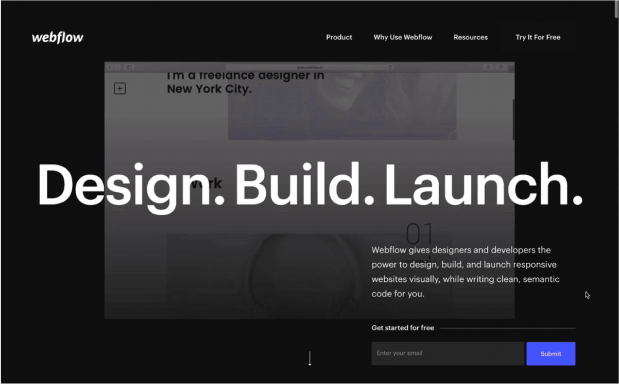 webflow
Product
Why Use Webflow
Resources
Try It For Free
I'm a freelance designer in
New York City.
Design. Build. Launch.
01
Webflow gives designers and developers the
power to design, build, and launch responsive
websites visually, while writing clean, semantic
code for you.
Get started for free
Enter your email
Submit